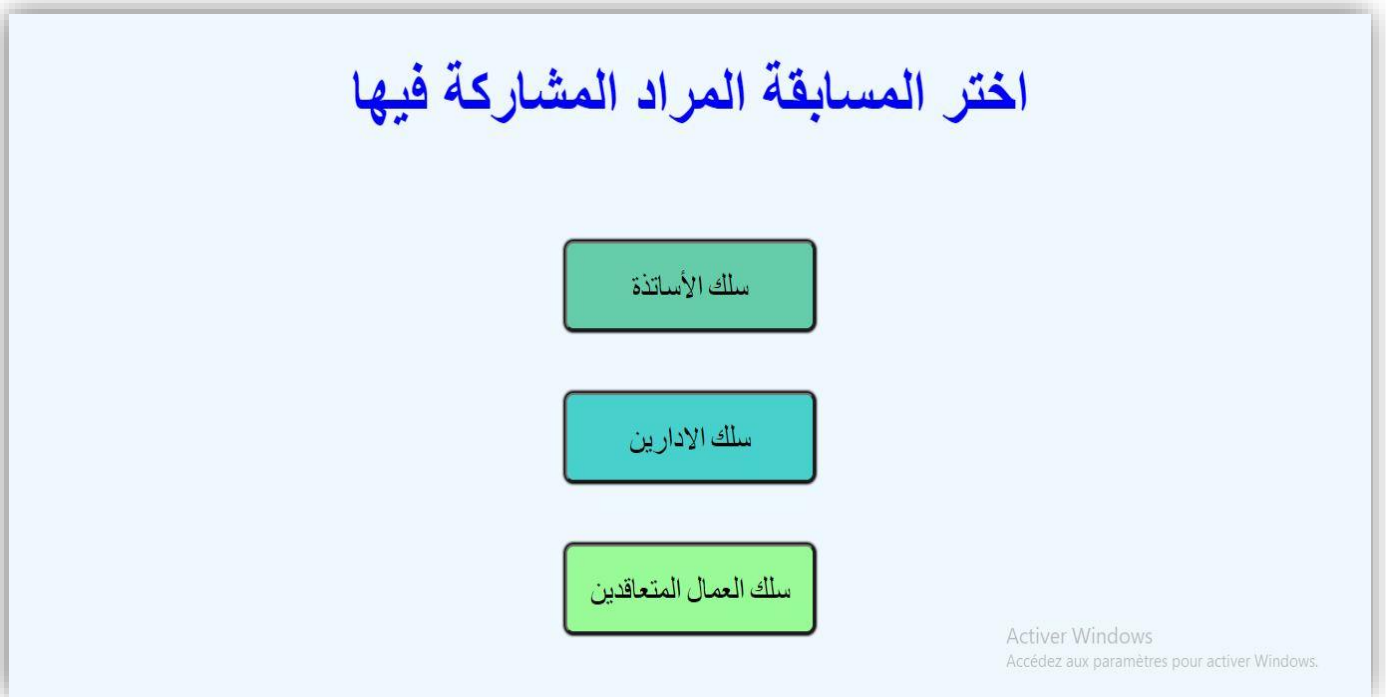 اختر المسابقة المراد المشاركة فيها
سلك الأساتذة
سلك الادارين
سلك العمال المتعاقدين
Activer Windows
Accédez aux paramètres pour activer Windows.